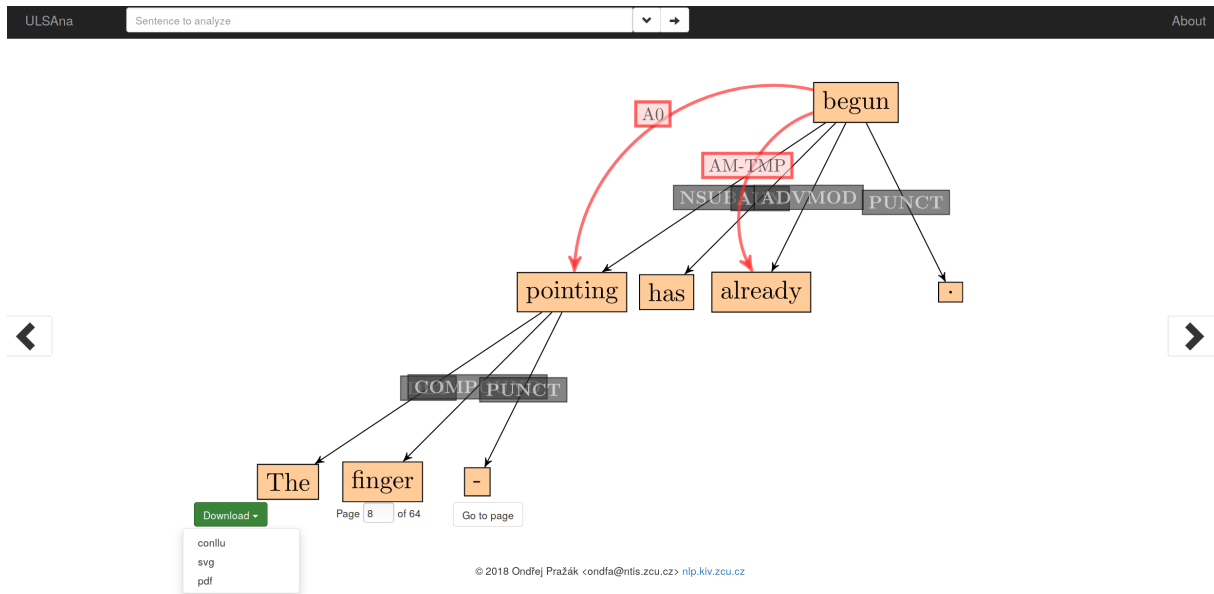 ULSAna Sentence to analyze About
begun
A0
AM-TMP
ADVMOD PUNCT
pointing has already .
COMP PUNCT
The finger -
Download Page 8 of 64 Go to page
conllu
svg
pdf
© 2018 Ondřej Pražák <ondfa@ntis.zcu.cz> nlp.kiv.zcu.cz